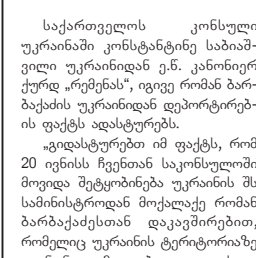 საქართველოს კონსული
უკრაინაში კონსტანტინე საბიაშ-
ვილი უკრაინიდან ე.წ. კანონიერ
ქურდ „რემენას“, იგივე რომან ბარ-
ბაქაძის უკრაინიდან დეპორტირებ-
ის ფაქტს ადასტურებს.
„გიდასტურებთ იმ ფაქტს, რომ
20 ივნისს ჩვენთან საკონსულოში
მოვიდა შეტყობინება უკრაინის შს
სამინისტროდან მოქალაქე რომან
ბარბაქაძესთან დაკავშირებით,
რომელიც უკრაინის ტერიტორიაზე